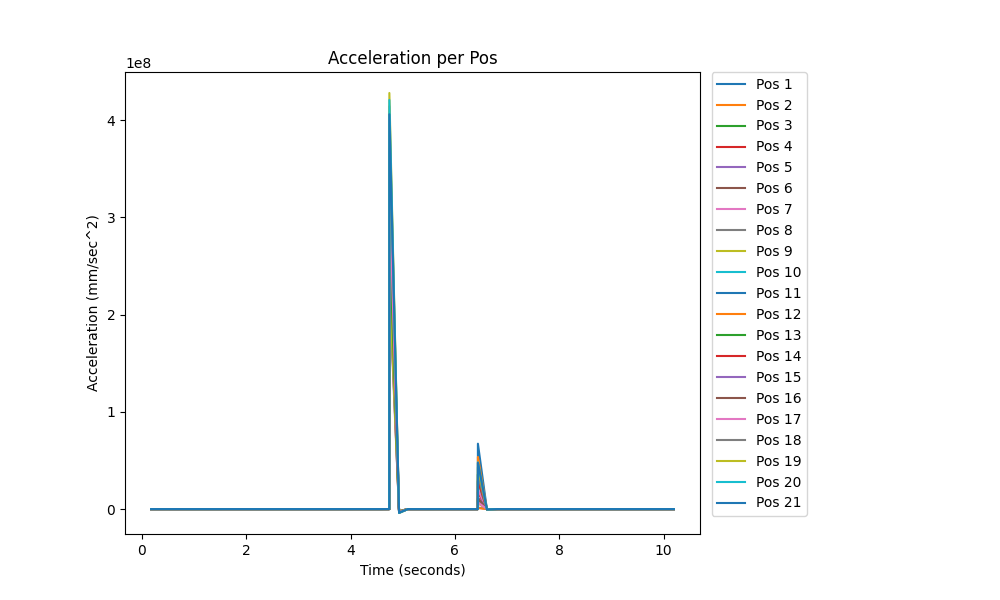 Acceleration per Pos
1e8
4
3
2
1
0
Acceleration (mm/sec^2)
0 2 4 6 8 10
Time (seconds)
Pos 1
Pos 2
Pos 3
Pos 4
Pos 5
Pos 6
Pos 7
Pos 8
Pos 9
Pos 10
Pos 11
Pos 12
Pos 13
Pos 14
Pos 15
Pos 16
Pos 17
Pos 18
Pos 19
Pos 20
Pos 21